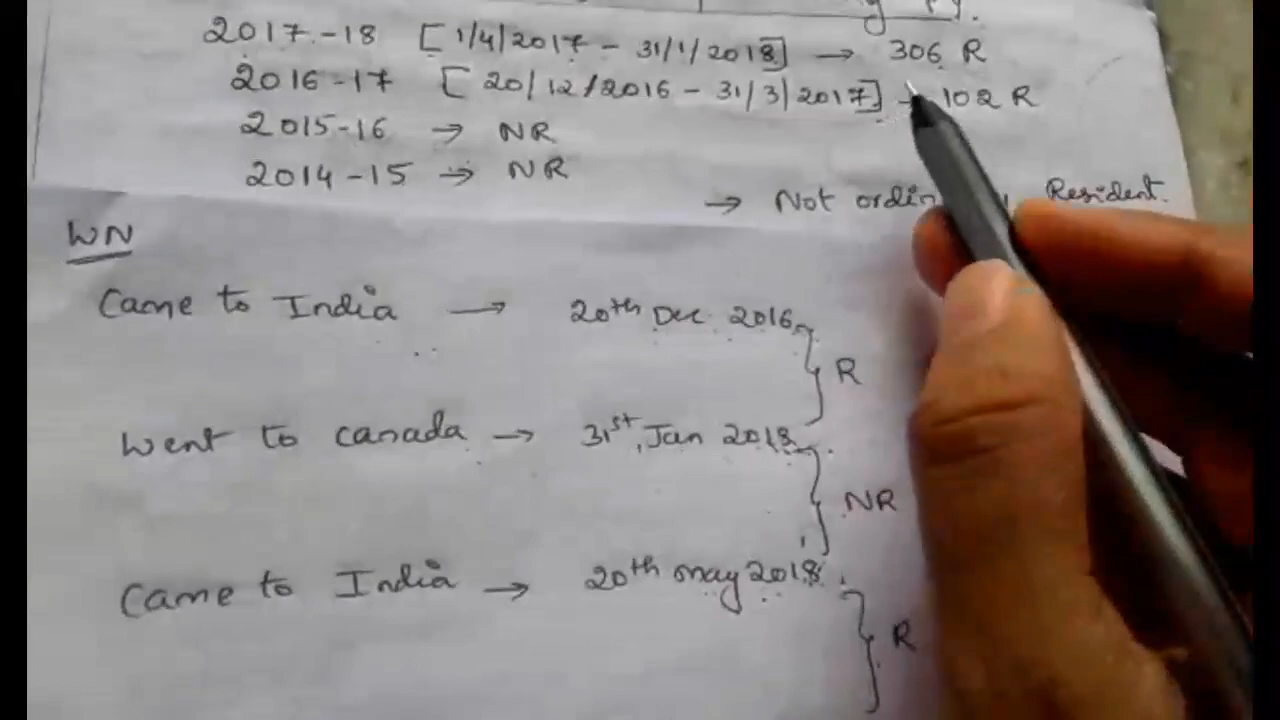 2017-18 [1/4/2017 - 31/1/2018] → 306 R
2016-17 [20/12/2016 - 31/3/2017] → 102 R
2015-16 → NR
2014-15 → NR
→ Not Resident.
WN
Came to India → 20th Dec 2016
R
Went to Canada → 31st Jan 2018
NR
Came to India → 20th may 2018
R